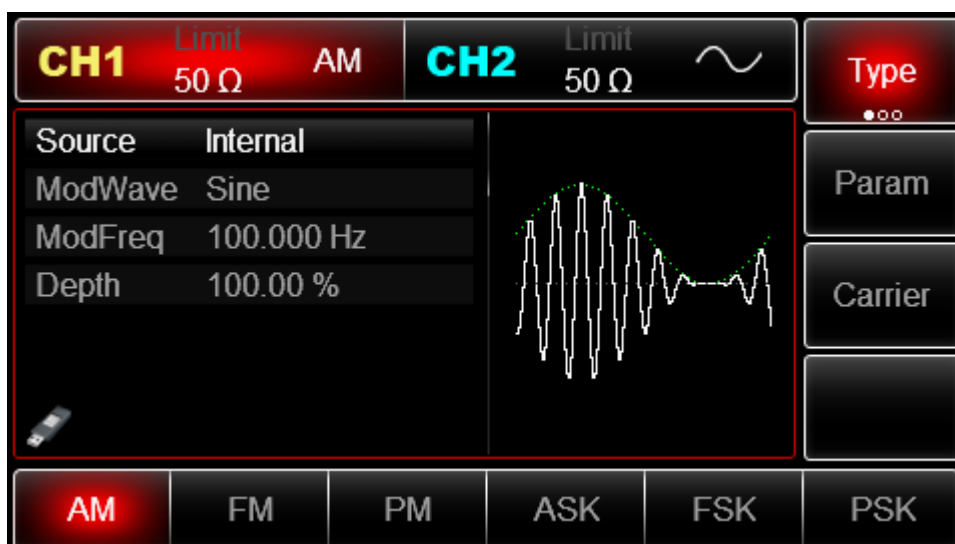 CH1 Limit 50 Ω AM CH2 Limit 50 Ω Type
Source Internal
ModWave Sine
ModFreq 100.000 Hz
Depth 100.00 %
Param
Carrier
AM FM PM ASK FSK PSK